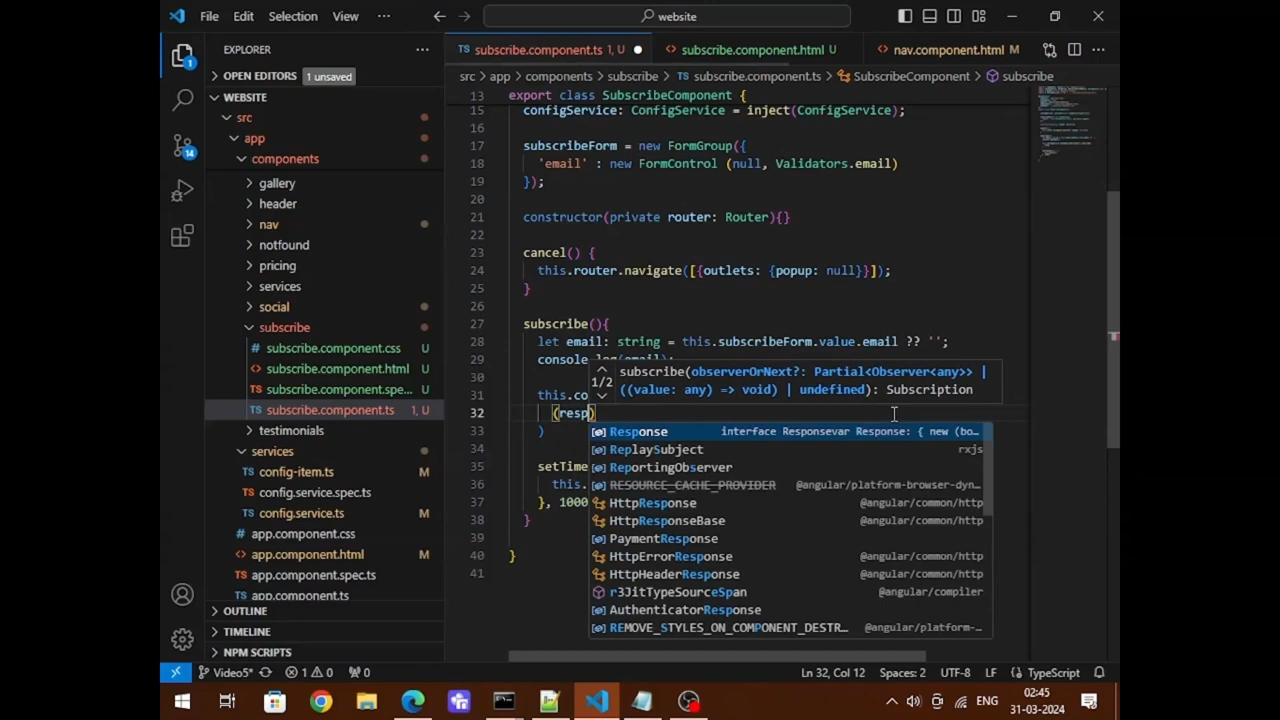 File Edit Selection View ··· website
EXPLORER ···
OPEN EDITORS 1 unsaved
WEBSITE
src
app
components
gallery
header
nav
notfound
pricing
services
social
subscribe
subscribe.component.css U
subscribe.component.html U
subscribe.component.spe... U
subscribe.component.ts 1, U
testimonials
services
config-item.ts M
config.service.spec.ts
config.service.ts M
app.component.css
app.component.html M
app.component.spec.ts
app.component.ts
OUTLINE
TIMELINE
NPM SCRIPTS
TS subscribe.component.ts 1, U ● <> subscribe.component.html U <> nav.component.html M ···
src > app > components > subscribe > TS subscribe.component.ts > SubscribeComponent > subscribe
13 export class SubscribeComponent {
15 configService: ConfigService = inject(ConfigService);
16
17 subscribeForm = new FormGroup({
18 'email' : new FormControl (null, Validators.email)
19 });
20
21 constructor(private router: Router){}
22
23 cancel() {
24 this.router.navigate([{outlets: {popup: null}}]);
25 }
26
27 subscribe(){
28 let email: string = this.subscribeForm.value.email ?? '';
29 console.log(email);
30
31 this.co
32 (resp)
33 )
34
35 setTime
36 this.
37 }, 1000
38 }
39
40 }
41
1/2 subscribe(observerOrNext?: Partial<Observer<any>> |
((value: any) => void) | undefined): Subscription
Response interface Responsevar Response: { new (bo...
ReplaySubject rxjs
ReportingObserver
RESOURCE_CACHE_PROVIDER @angular/platform-browser-dyn...
HttpResponse @angular/common/http
HttpResponseBase @angular/common/http
PaymentResponse
HttpErrorResponse @angular/common/http
HttpHeaderResponse @angular/common/http
r3JitTypeSourceSpan @angular/compiler
AuthenticatorResponse
REMOVE_STYLES_ON_COMPONENT_DESTR... @angular/platform-...
1
14
Video5* 1 0 0 Ln 32, Col 12 Spaces: 2 UTF-8 LF {} TypeScript
ENG 02:45
31-03-2024